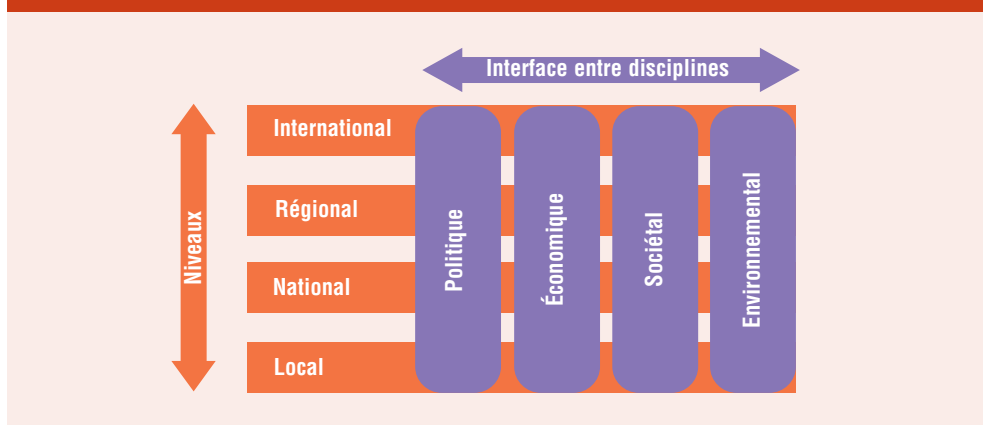 Interface entre disciplines
International
Régional
National
Local
Niveaux
Politique
Économique
Sociétal
Environnemental